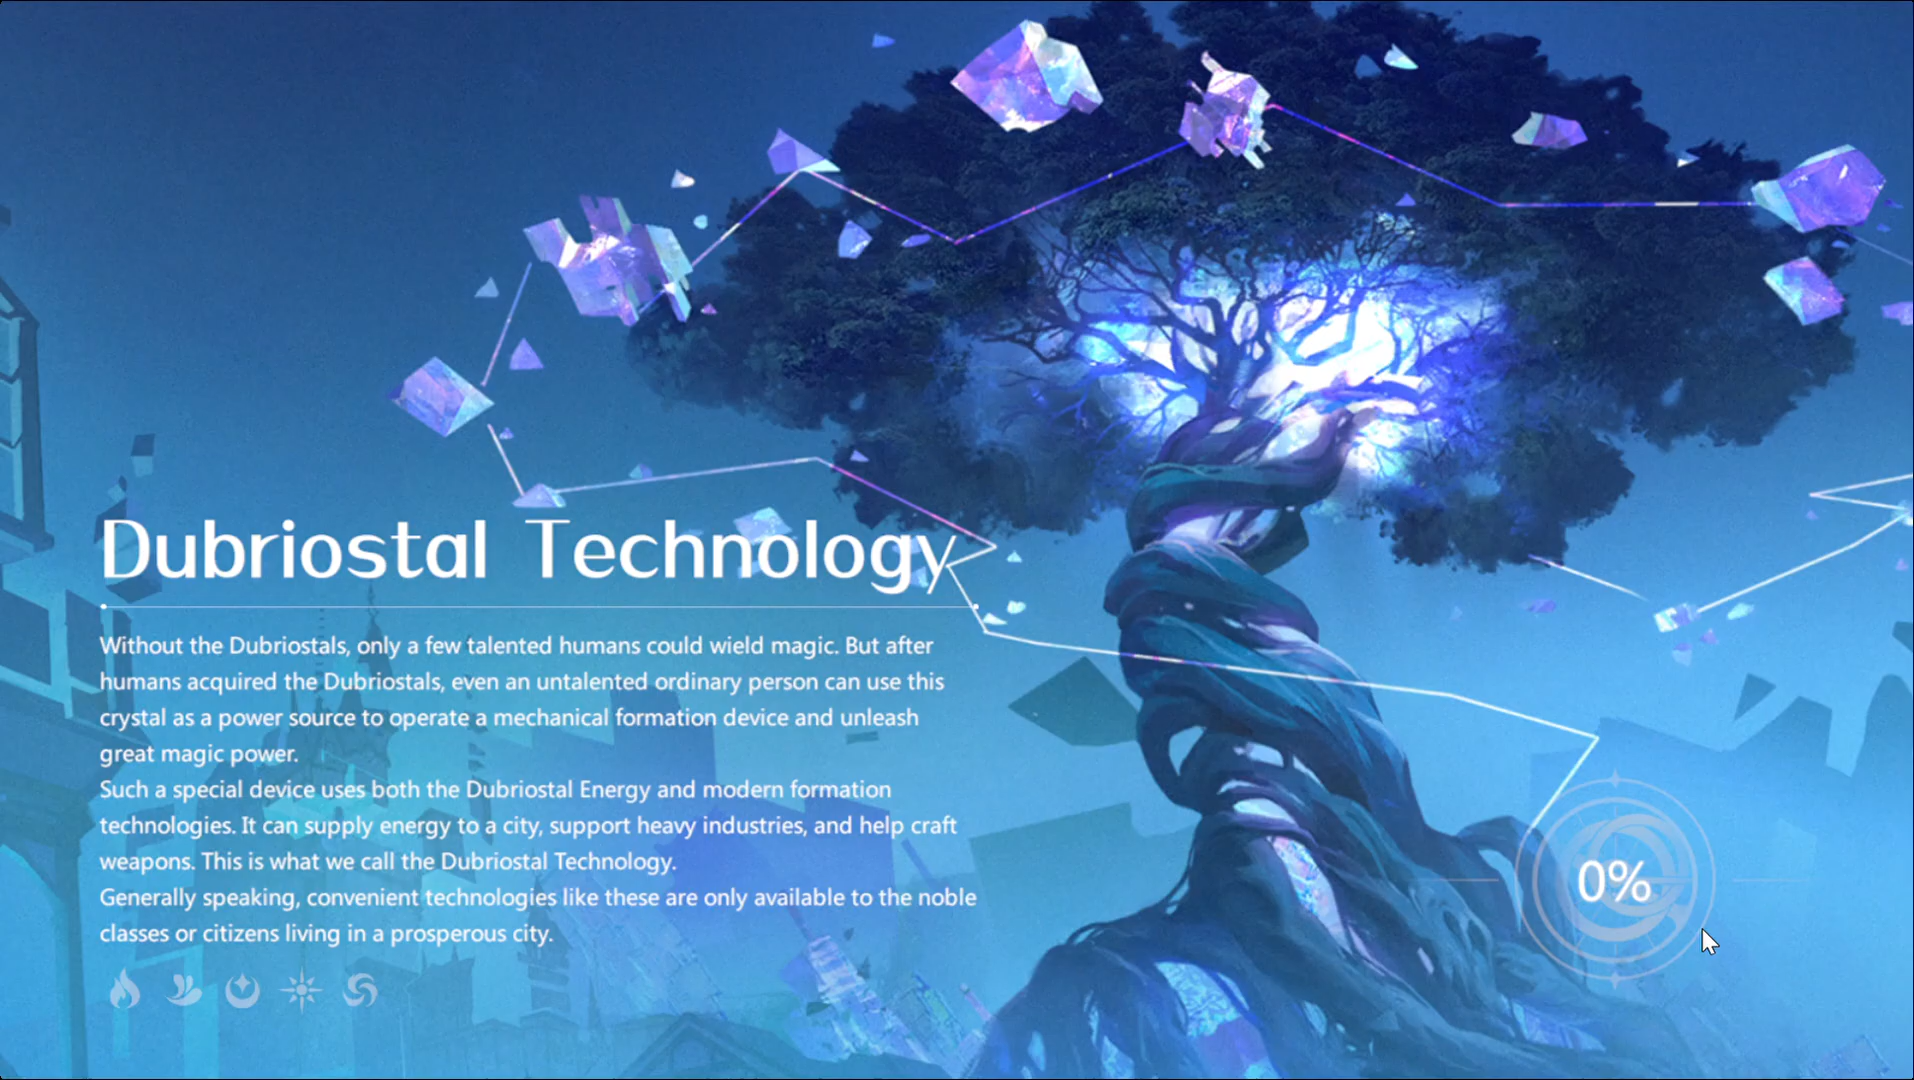 Dubriostal Technology
Without the Dubriostals, only a few talented humans could wield magic. But after
humans acquired the Dubriostals, even an untalented ordinary person can use this
crystal as a power source to operate a mechanical formation device and unleash
great magic power.
Such a special device uses both the Dubriostal Energy and modern formation
technologies. It can supply energy to a city, support heavy industries, and help craft
weapons. This is what we call the Dubriostal Technology.
Generally speaking, convenient technologies like these are only available to the noble
classes or citizens living in a prosperous city.
0%